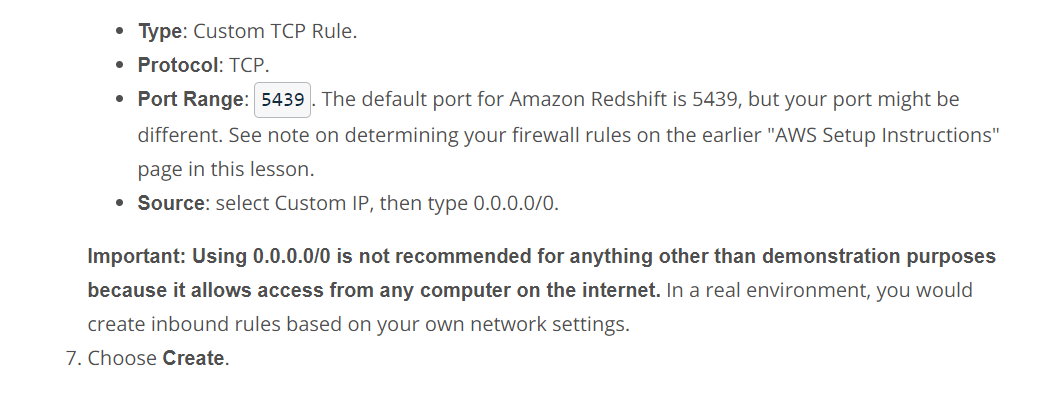 • Type: Custom TCP Rule.
• Protocol: TCP.
• Port Range: 5439. The default port for Amazon Redshift is 5439, but your port might be
different. See note on determining your firewall rules on the earlier "AWS Setup Instructions"
page in this lesson.
• Source: select Custom IP, then type 0.0.0.0/0.
Important: Using 0.0.0.0/0 is not recommended for anything other than demonstration purposes
because it allows access from any computer on the internet. In a real environment, you would
create inbound rules based on your own network settings.
7. Choose Create.